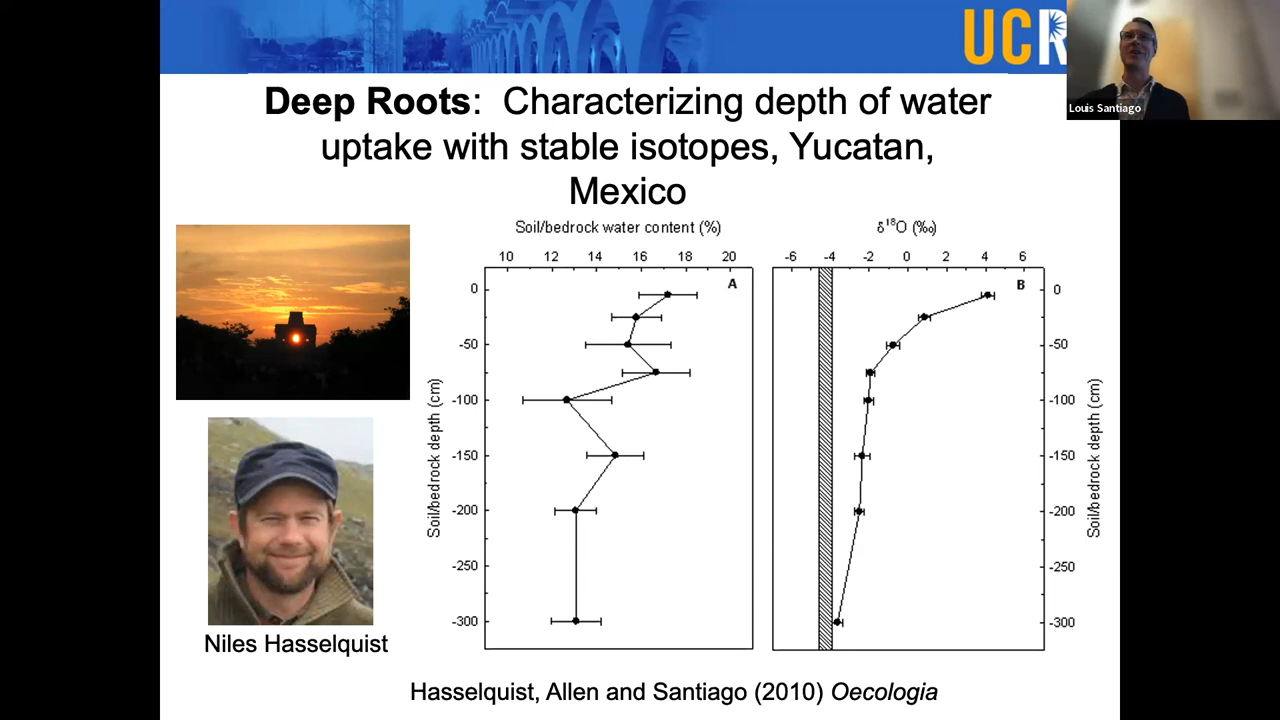 UCR
Louis Santiago
Deep Roots: Characterizing depth of water
uptake with stable isotopes, Yucatan,
Mexico
Soil/bedrock water content (%)
10 12 14 16 18 20
A
0
-50
-100
-150
-200
-250
-300
Soil/bedrock depth (cm)
δ¹⁸O (‰)
-6 -4 -2 0 2 4 6
B
0
-50
-100
-150
-200
-250
-300
Soil/bedrock depth (cm)
Niles Hasselquist
Hasselquist, Allen and Santiago (2010) Oecologia